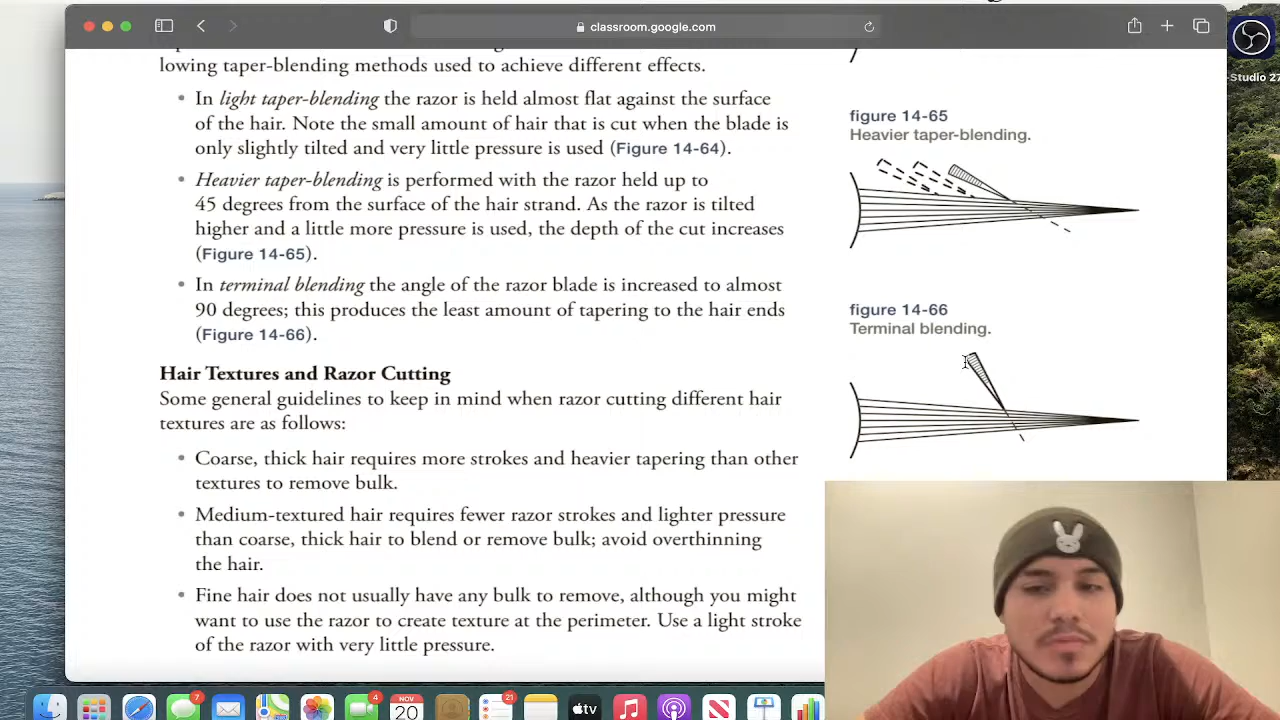 classroom.google.com
Studio 27
lowing taper-blending methods used to achieve different effects.
• In light taper-blending the razor is held almost flat against the surface
of the hair. Note the small amount of hair that is cut when the blade is
only slightly tilted and very little pressure is used (Figure 14-64).
• Heavier taper-blending is performed with the razor held up to
45 degrees from the surface of the hair strand. As the razor is tilted
higher and a little more pressure is used, the depth of the cut increases
(Figure 14-65).
• In terminal blending the angle of the razor blade is increased to almost
90 degrees; this produces the least amount of tapering to the hair ends
(Figure 14-66).
Hair Textures and Razor Cutting
Some general guidelines to keep in mind when razor cutting different hair
textures are as follows:
• Coarse, thick hair requires more strokes and heavier tapering than other
textures to remove bulk.
• Medium-textured hair requires fewer razor strokes and lighter pressure
than coarse, thick hair to blend or remove bulk; avoid overthinning
the hair.
• Fine hair does not usually have any bulk to remove, although you might
want to use the razor to create texture at the perimeter. Use a light stroke
of the razor with very little pressure.
figure 14-65
Heavier taper-blending.
figure 14-66
Terminal blending.
7
4
NOV
20
21
tv